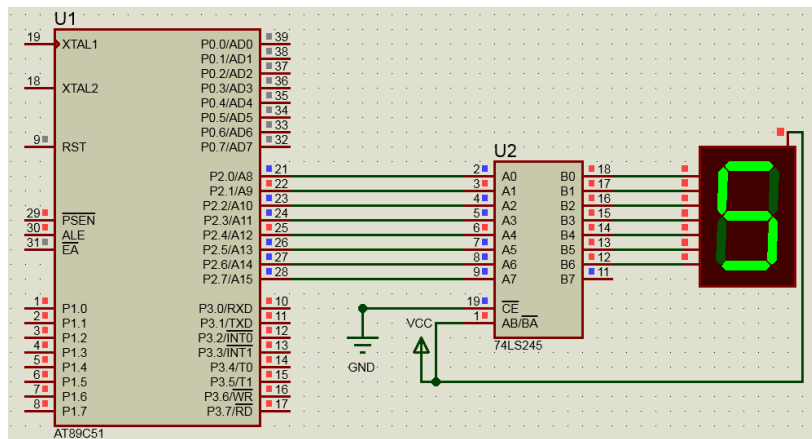 U1
19 XTAL1 P0.0/AD0 39
P0.1/AD1 38
P0.2/AD2 37
18 XTAL2 P0.3/AD3 36
P0.4/AD4 35
P0.5/AD5 34
P0.6/AD6 33
9 RST P0.7/AD7 32
P2.0/A8 21
P2.1/A9 22
P2.2/A10 23
P2.3/A11 24
P2.4/A12 25
P2.5/A13 26
P2.6/A14 27
P2.7/A15 28
29 PSEN
30 ALE
31 EA
1 P1.0 P3.0/RXD 10
2 P1.1 P3.1/TXD 11
3 P1.2 P3.2/INT0 12
4 P1.3 P3.3/INT1 13
5 P1.4 P3.4/T0 14
6 P1.5 P3.5/T1 15
7 P1.6 P3.6/WR 16
8 P1.7 P3.7/RD 17
AT89C51
U2
2 A0 B0 18
3 A1 B1 17
4 A2 B2 16
5 A3 B3 15
6 A4 B4 14
7 A5 B5 13
8 A6 B6 12
9 A7 B7 11
19 CE
1 AB/BA
74LS245
VCC
GND
5